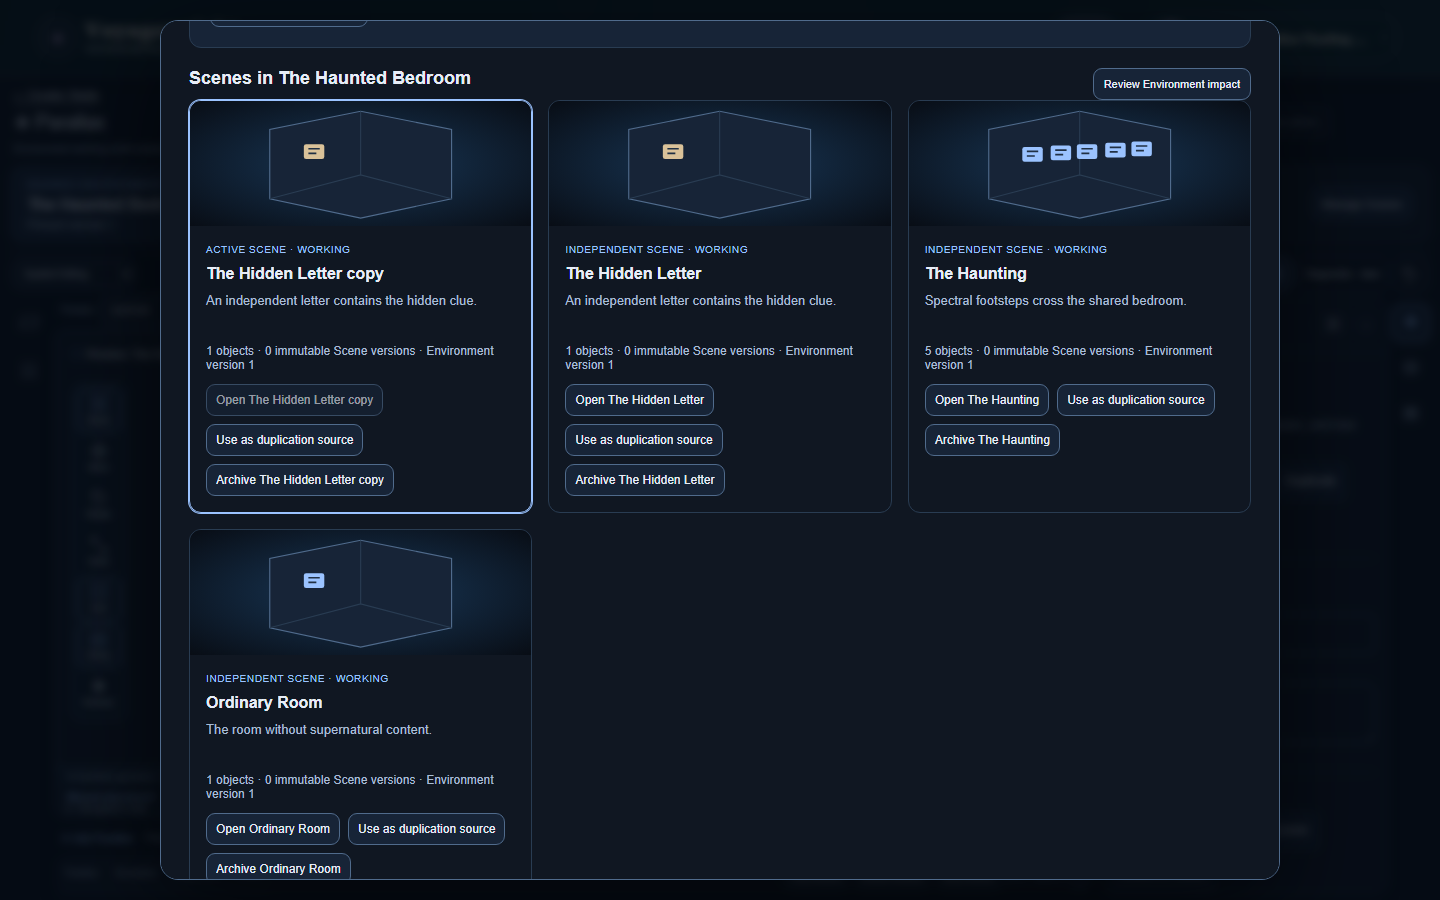 Scenes in The Haunted Bedroom
Review Environment impact
ACTIVE SCENE · WORKING
The Hidden Letter copy
An independent letter contains the hidden clue.
1 objects · 0 immutable Scene versions · Environment
version 1
Open The Hidden Letter copy
Use as duplication source
Archive The Hidden Letter copy
INDEPENDENT SCENE · WORKING
The Hidden Letter
An independent letter contains the hidden clue.
1 objects · 0 immutable Scene versions · Environment
version 1
Open The Hidden Letter
Use as duplication source
Archive The Hidden Letter
INDEPENDENT SCENE · WORKING
The Haunting
Spectral footsteps cross the shared bedroom.
5 objects · 0 immutable Scene versions · Environment
version 1
Open The Haunting
Use as duplication source
Archive The Haunting
INDEPENDENT SCENE · WORKING
Ordinary Room
The room without supernatural content.
1 objects · 0 immutable Scene versions · Environment
version 1
Open Ordinary Room
Use as duplication source
Archive Ordinary Room